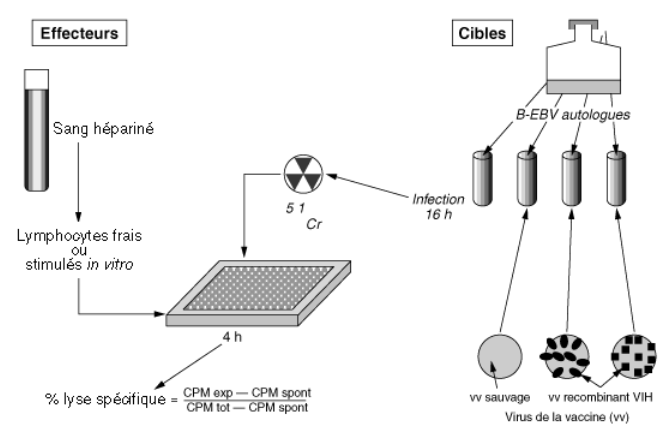 Effecteurs
Sang hépariné
Lymphocytes frais
ou
stimulés in vitro
51
Cr
4 h
% lyse spécifique = CPM exp — CPM spont
CPM tot — CPM spont
Cibles
B-EBV autologues
Infection
16 h
vv sauvage
vv recombinant VIH
Virus de la vaccine (vv)